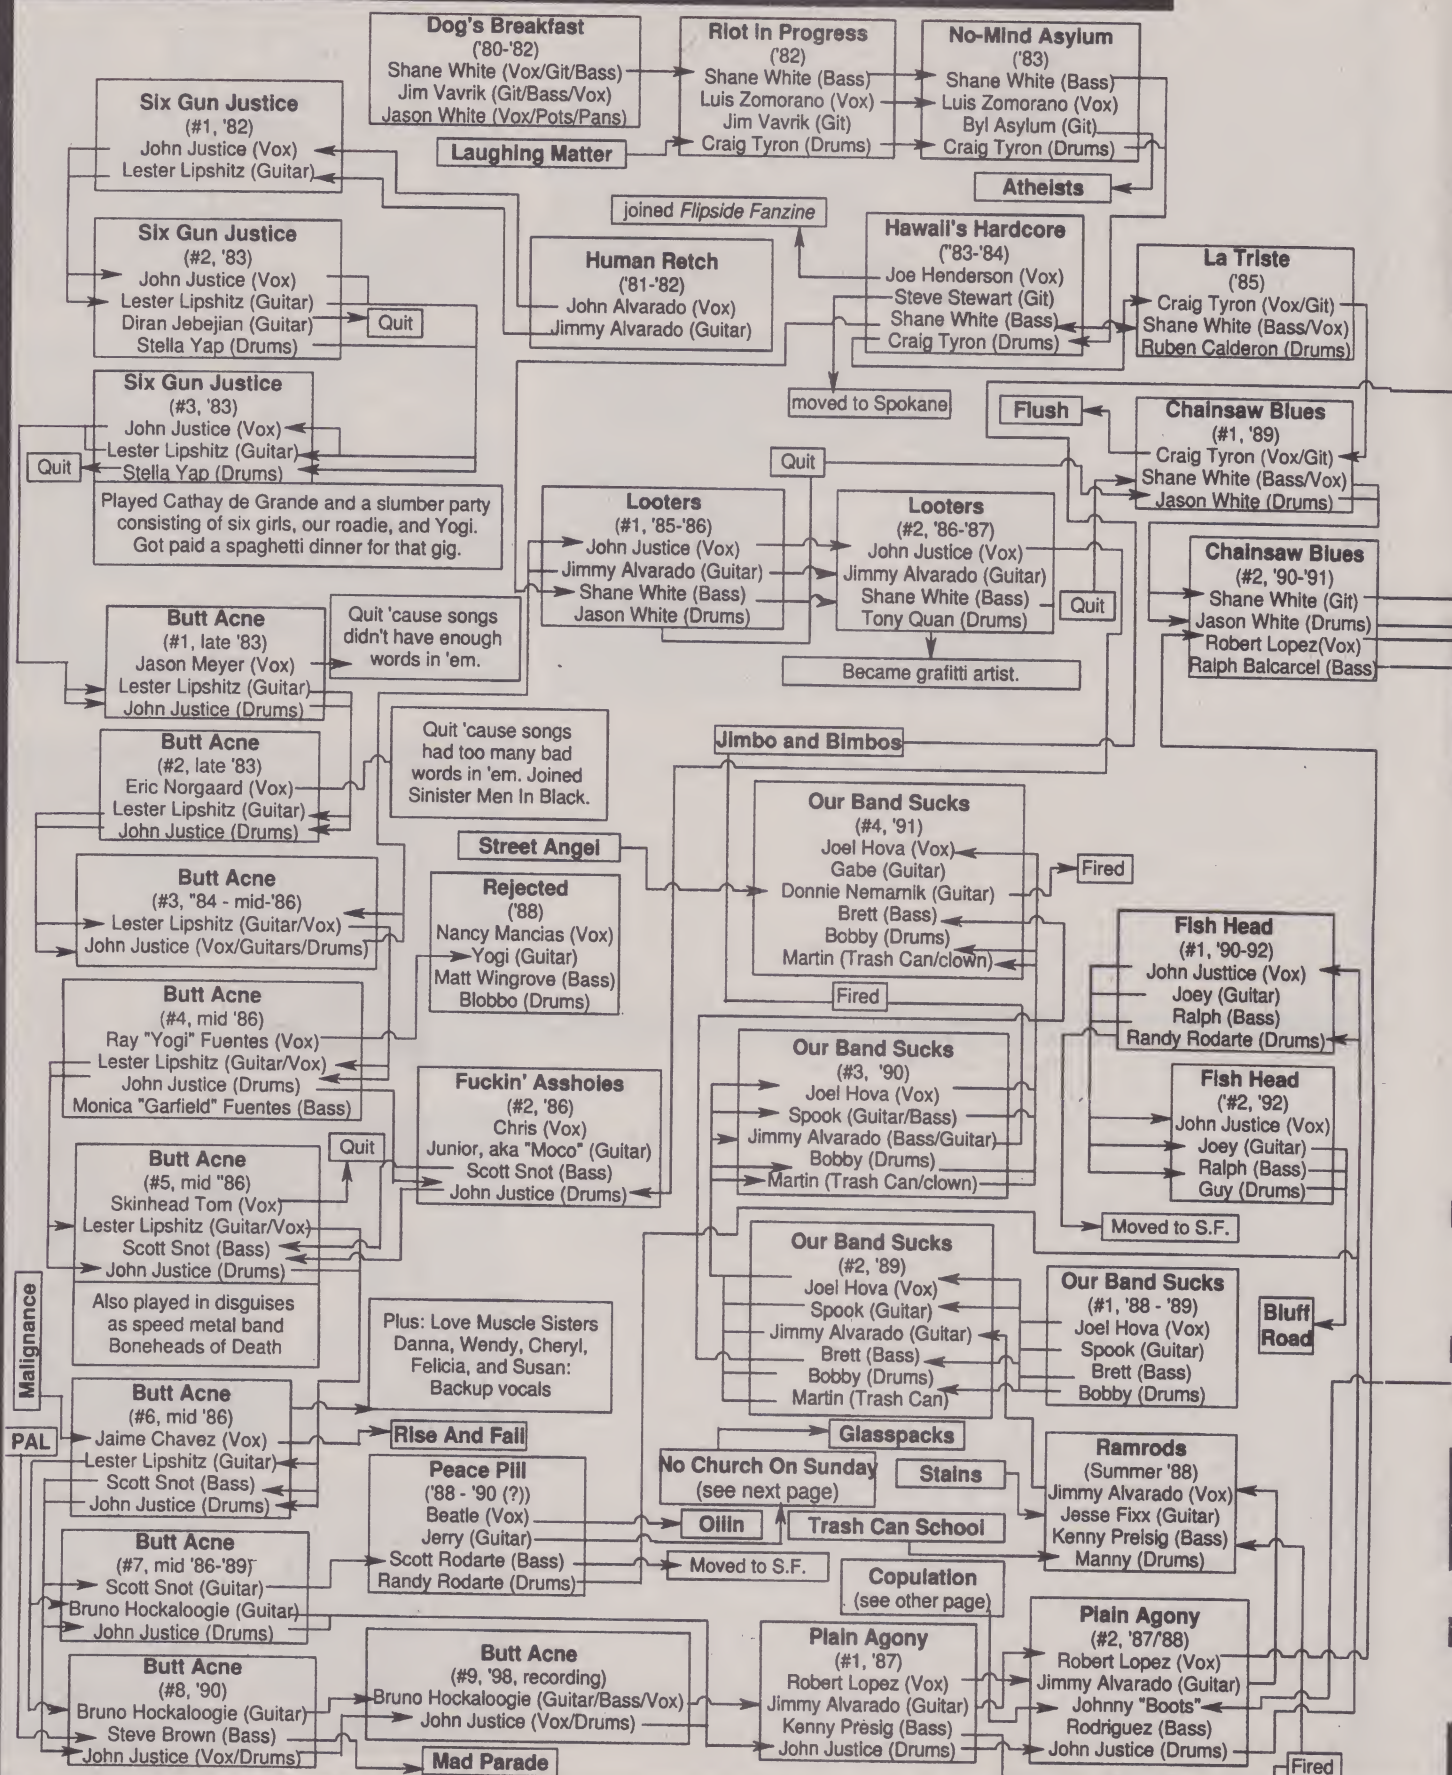 Dog's Breakfast
('80-'82)
Shane White (Vox/Git/Bass)
Jim Vavrik (Git/Bass/Vox)
Jason White (Vox/Pots/Pans)
Riot In Progress
('82)
Shane White (Bass)
Luis Zomorano (Vox)
Jim Vavrik (Git)
Craig Tyron (Drums)
No-Mind Asylum
('83)
Shane White (Bass)
Luis Zomorano (Vox)
Byl Asylum (Git)
Craig Tyron (Drums)
Laughing Matter
Atheists
Six Gun Justice
(#1, '82)
John Justice (Vox)
Lester Lipshitz (Guitar)
Six Gun Justice
(#2, '83)
John Justice (Vox)
Lester Lipshitz (Guitar)
Diran Jebejian (Guitar)
Stella Yap (Drums)
Quit
joined Flipside Fanzine
Human Retch
('81-'82)
John Alvarado (Vox)
Jimmy Alvarado (Guitar)
Hawaii's Hardcore
("83-'84)
Joe Henderson (Vox)
Steve Stewart (Git)
Shane White (Bass)
Craig Tyron (Drums)
La Triste
('85)
Craig Tyron (Vox/Git)
Shane White (Bass/Vox)
Ruben Calderon (Drums)
moved to Spokane
Six Gun Justice
(#3, '83)
John Justice (Vox)
Lester Lipshitz (Guitar)
Stella Yap (Drums)
Quit
Played Cathay de Grande and a slumber party
consisting of six girls, our roadie, and Yogi.
Got paid a spaghetti dinner for that gig.
Flush
Chainsaw Blues
(#1, '89)
Craig Tyron (Vox/Git)
Shane White (Bass/Vox)
Jason White (Drums)
Quit
Looters
(#1, '85-'86)
John Justice (Vox)
Jimmy Alvarado (Guitar)
Shane White (Bass)
Jason White (Drums)
Looters
(#2, '86-'87)
John Justice (Vox)
Jimmy Alvarado (Guitar)
Shane White (Bass)
Tony Quan (Drums)
Quit
Became grafitti artist.
Chainsaw Blues
(#2, '90-'91)
Shane White (Git)
Jason White (Drums)
Robert Lopez(Vox)
Ralph Balcarcel (Bass)
Butt Acne
(#1, late '83)
Jason Meyer (Vox)
Lester Lipshitz (Guitar)
John Justice (Drums)
Quit 'cause songs
didn't have enough
words in 'em.
Butt Acne
(#2, late '83)
Eric Norgaard (Vox)
Lester Lipshitz (Guitar)
John Justice (Drums)
Quit 'cause songs
had too many bad
words in 'em. Joined
Sinister Men In Black.
Jimbo and Bimbos
Our Band Sucks
(#4, '91)
Joel Hova (Vox)
Gabe (Guitar)
Donnie Nemarnik (Guitar)
Brett (Bass)
Bobby (Drums)
Martin (Trash Can/clown)
Fired
Street Angel
Butt Acne
(#3, "84 - mid-'86)
Lester Lipshitz (Guitar/Vox)
John Justice (Vox/Guitars/Drums)
Rejected
('88)
Nancy Mancias (Vox)
Yogi (Guitar)
Matt Wingrove (Bass)
Blobbo (Drums)
Fish Head
(#1, '90-92)
John Justtice (Vox)
Joey (Guitar)
Ralph (Bass)
Randy Rodarte (Drums)
Fired
Butt Acne
(#4, mid '86)
Ray "Yogi" Fuentes (Vox)
Lester Lipshitz (Guitar/Vox)
John Justice (Drums)
Monica "Garfield" Fuentes (Bass)
Our Band Sucks
(#3, '90)
Joel Hova (Vox)
Spook (Guitar/Bass)
Jimmy Alvarado (Bass/Guitar)
Bobby (Drums)
Martin (Trash Can/clown)
Fuckin' Assholes
(#2, '86)
Chris (Vox)
Junior, aka "Moco" (Guitar)
Scott Snot (Bass)
John Justice (Drums)
Fish Head
('#2, '92)
John Justice (Vox)
Joey (Guitar)
Ralph (Bass)
Guy (Drums)
Moved to S.F.
Quit
Butt Acne
(#5, mid "86)
Skinhead Tom (Vox)
Lester Lipshitz (Guitar/Vox)
Scott Snot (Bass)
John Justice (Drums)
Also played in disguises
as speed metal band
Boneheads of Death
Our Band Sucks
(#2, '89)
Joel Hova (Vox)
Spook (Guitar)
Jimmy Alvarado (Guitar)
Brett (Bass)
Bobby (Drums)
Martin (Trash Can)
Our Band Sucks
(#1, '88 - '89)
Joel Hova (Vox)
Spook (Guitar)
Brett (Bass)
Bobby (Drums)
Bluff
Road
Malignance
Plus: Love Muscle Sisters
Danna, Wendy, Cheryl,
Felicia, and Susan:
Backup vocals
PAL
Butt Acne
(#6, mid '86)
Jaime Chavez (Vox)
Lester Lipshitz (Guitar)
Scott Snot (Bass)
John Justice (Drums)
Rise And Fall
Glasspacks
No Church On Sunday
(see next page)
Stains
Ramrods
(Summer '88)
Jimmy Alvarado (Vox)
Jesse Fixx (Guitar)
Kenny Preisig (Bass)
Manny (Drums)
Peace Pill
('88 - '90 (?))
Beatle (Vox)
Jerry (Guitar)
Scott Rodarte (Bass)
Randy Rodarte (Drums)
Ollin
Trash Can School
Moved to S.F.
Copulation
(see other page)
Butt Acne
(#7, mid '86-'89)
Scott Snot (Guitar)
Bruno Hockaloogie (Guitar)
John Justice (Drums)
Butt Acne
(#8, '90)
Bruno Hockaloogie (Guitar)
Steve Brown (Bass)
John Justice (Vox/Drums)
Butt Acne
(#9, '98, recording)
Bruno Hockaloogie (Guitar/Bass/Vox)
John Justice (Vox/Drums)
Mad Parade
Plain Agony
(#1, '87)
Robert Lopez (Vox)
Jimmy Alvarado (Guitar)
Kenny Presig (Bass)
John Justice (Drums)
Plain Agony
(#2, '87/'88)
Robert Lopez (Vox)
Jimmy Alvarado (Guitar)
Johnny "Boots"
Rodriguez (Bass)
John Justice (Drums)
Fired